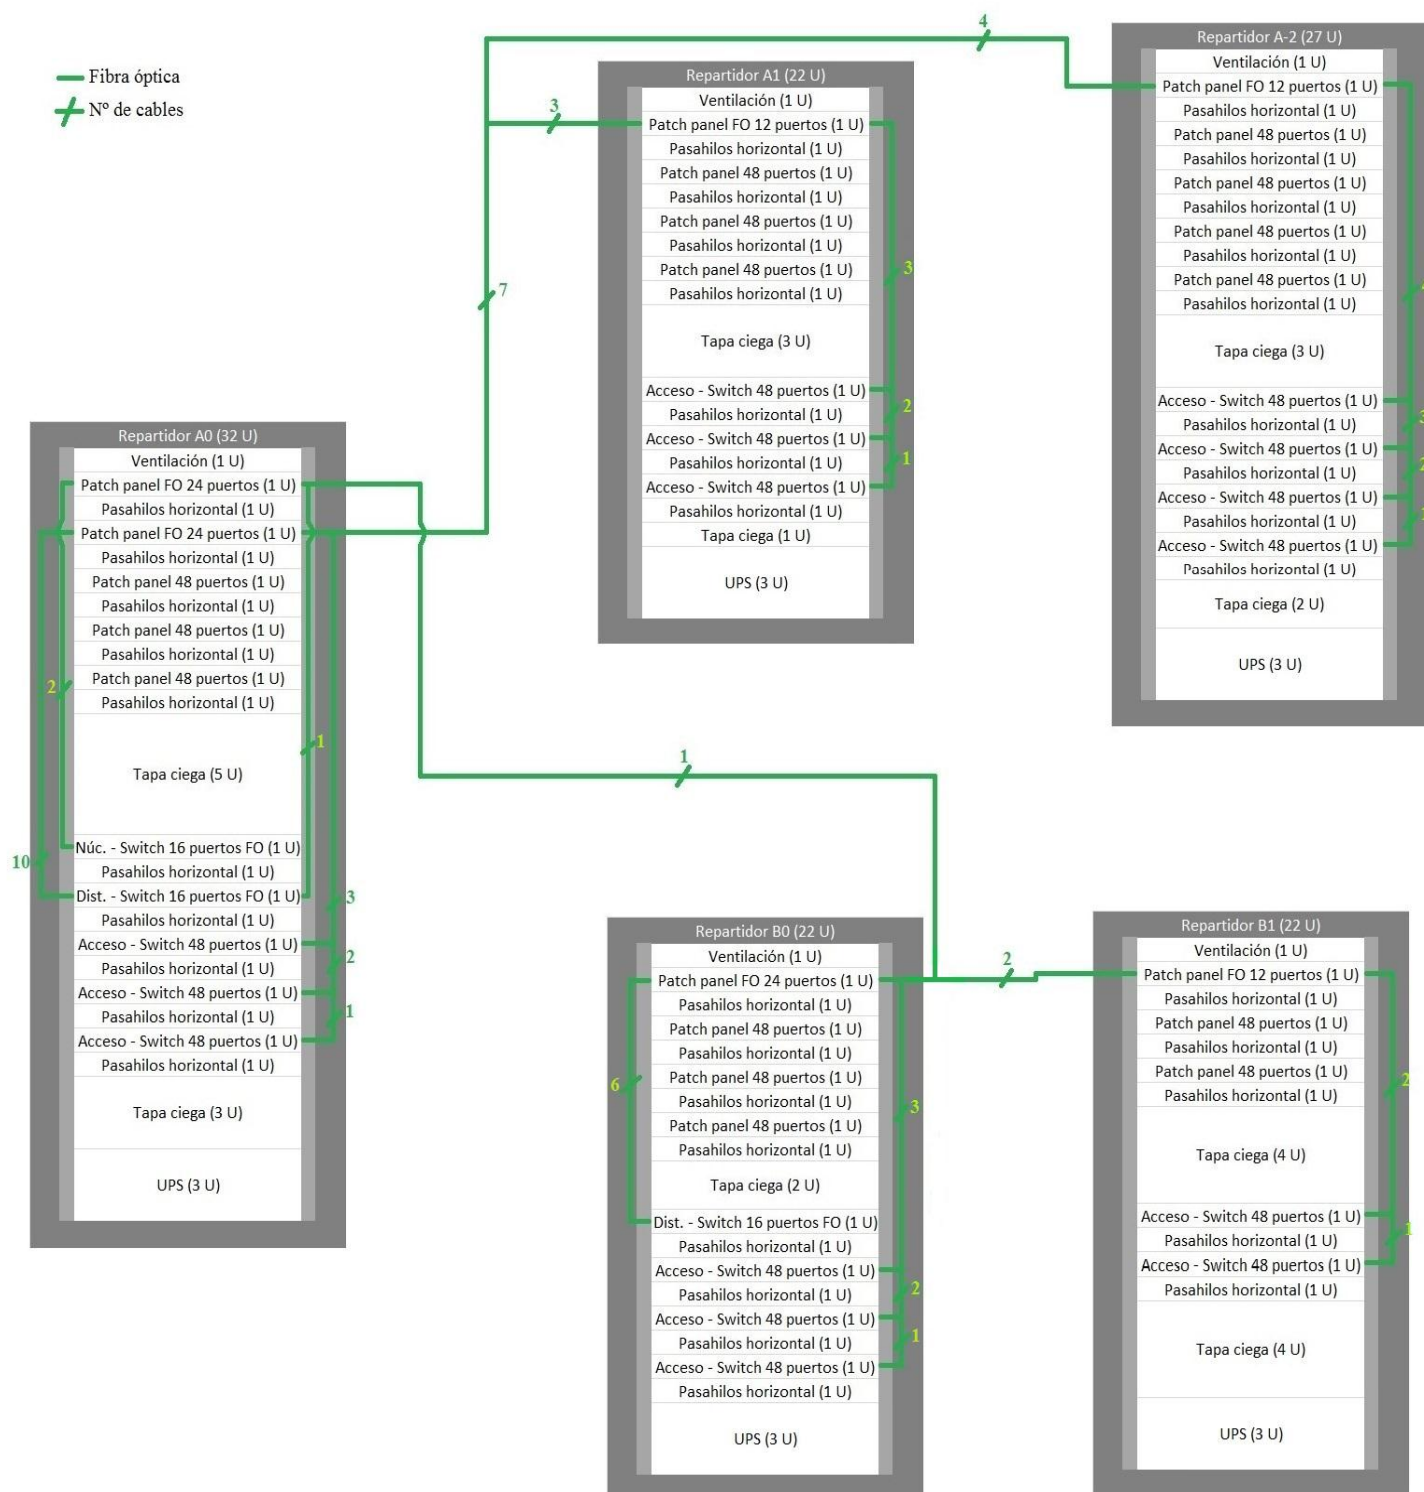 Fibra óptica
Nº de cables
4
3
7
Repartidor A1 (22 U)
Ventilación (1 U)
Patch panel FO 12 puertos (1 U)
Pasahilos horizontal (1 U)
Patch panel 48 puertos (1 U)
Pasahilos horizontal (1 U)
Patch panel 48 puertos (1 U)
Pasahilos horizontal (1 U)
Patch panel 48 puertos (1 U)
Pasahilos horizontal (1 U)
Tapa ciega (3 U)
Acceso - Switch 48 puertos (1 U)
Pasahilos horizontal (1 U)
Acceso - Switch 48 puertos (1 U)
Pasahilos horizontal (1 U)
Acceso - Switch 48 puertos (1 U)
Pasahilos horizontal (1 U)
Tapa ciega (1 U)
UPS (3 U)
3
2
1
Repartidor A-2 (27 U)
Ventilación (1 U)
Patch panel FO 12 puertos (1 U)
Pasahilos horizontal (1 U)
Patch panel 48 puertos (1 U)
Pasahilos horizontal (1 U)
Patch panel 48 puertos (1 U)
Pasahilos horizontal (1 U)
Patch panel 48 puertos (1 U)
Pasahilos horizontal (1 U)
Patch panel 48 puertos (1 U)
Pasahilos horizontal (1 U)
Tapa ciega (3 U)
Acceso - Switch 48 puertos (1 U)
Pasahilos horizontal (1 U)
Acceso - Switch 48 puertos (1 U)
Pasahilos horizontal (1 U)
Acceso - Switch 48 puertos (1 U)
Pasahilos horizontal (1 U)
Acceso - Switch 48 puertos (1 U)
Pasahilos horizontal (1 U)
Tapa ciega (2 U)
UPS (3 U)
4
3
2
1
Repartidor A0 (32 U)
Ventilación (1 U)
Patch panel FO 24 puertos (1 U)
Pasahilos horizontal (1 U)
Patch panel FO 24 puertos (1 U)
Pasahilos horizontal (1 U)
Patch panel 48 puertos (1 U)
Pasahilos horizontal (1 U)
Patch panel 48 puertos (1 U)
Pasahilos horizontal (1 U)
Patch panel 48 puertos (1 U)
Pasahilos horizontal (1 U)
Tapa ciega (5 U)
Núc. - Switch 16 puertos FO (1 U)
Pasahilos horizontal (1 U)
Dist. - Switch 16 puertos FO (1 U)
Pasahilos horizontal (1 U)
Acceso - Switch 48 puertos (1 U)
Pasahilos horizontal (1 U)
Acceso - Switch 48 puertos (1 U)
Pasahilos horizontal (1 U)
Acceso - Switch 48 puertos (1 U)
Pasahilos horizontal (1 U)
Tapa ciega (3 U)
UPS (3 U)
2
10
1
3
2
1
1
Repartidor B0 (22 U)
Ventilación (1 U)
Patch panel FO 24 puertos (1 U)
Pasahilos horizontal (1 U)
Patch panel 48 puertos (1 U)
Pasahilos horizontal (1 U)
Patch panel 48 puertos (1 U)
Pasahilos horizontal (1 U)
Patch panel 48 puertos (1 U)
Pasahilos horizontal (1 U)
Tapa ciega (2 U)
Dist. - Switch 16 puertos FO (1 U)
Pasahilos horizontal (1 U)
Acceso - Switch 48 puertos (1 U)
Pasahilos horizontal (1 U)
Acceso - Switch 48 puertos (1 U)
Pasahilos horizontal (1 U)
Acceso - Switch 48 puertos (1 U)
Pasahilos horizontal (1 U)
UPS (3 U)
6
3
2
1
2
Repartidor B1 (22 U)
Ventilación (1 U)
Patch panel FO 12 puertos (1 U)
Pasahilos horizontal (1 U)
Patch panel 48 puertos (1 U)
Pasahilos horizontal (1 U)
Patch panel 48 puertos (1 U)
Pasahilos horizontal (1 U)
Tapa ciega (4 U)
Acceso - Switch 48 puertos (1 U)
Pasahilos horizontal (1 U)
Acceso - Switch 48 puertos (1 U)
Pasahilos horizontal (1 U)
Tapa ciega (4 U)
UPS (3 U)
2
1